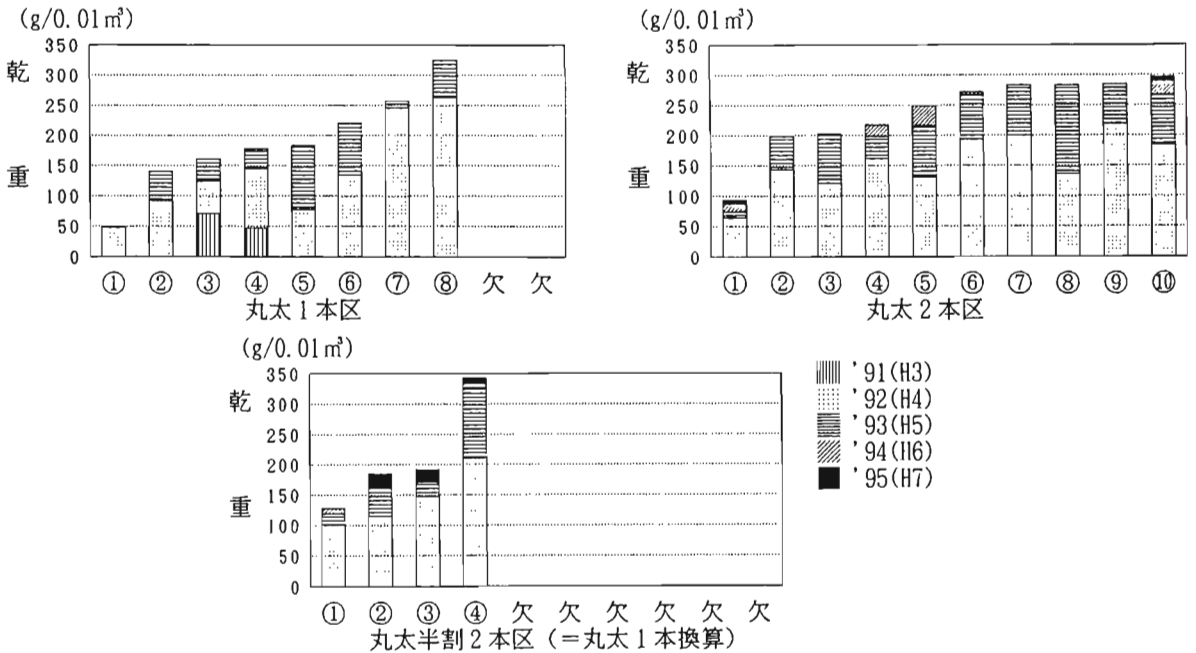 (g/0.01㎥)
乾重
350
300
250
200
150
100
50
0
① ② ③ ④ ⑤ ⑥ ⑦ ⑧ 欠 欠
丸太1本区
(g/0.01㎥)
乾重
350
300
250
200
150
100
50
0
① ② ③ ④ ⑤ ⑥ ⑦ ⑧ ⑨ ⑩
丸太2本区
(g/0.01㎥)
乾重
350
300
250
200
150
100
50
0
① ② ③ ④ 欠 欠 欠 欠 欠 欠
丸太半割2本区(=丸太1本換算)
'91(H3)
'92(H4)
'93(H5)
'94(H6)
'95(H7)